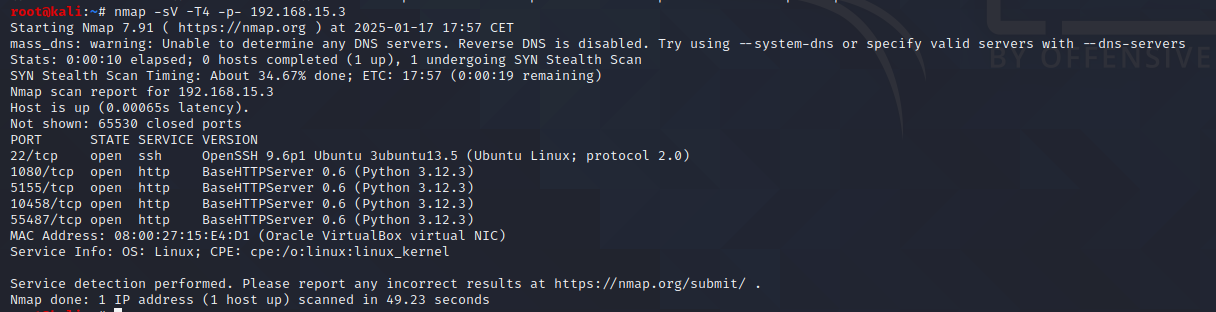 root@kali:~# nmap -sV -T4 -p- 192.168.15.3
Starting Nmap 7.91 ( https://nmap.org ) at 2025-01-17 17:57 CET
mass_dns: warning: Unable to determine any DNS servers. Reverse DNS is disabled. Try using --system-dns or specify valid servers with --dns-servers
Stats: 0:00:10 elapsed; 0 hosts completed (1 up), 1 undergoing SYN Stealth Scan
SYN Stealth Scan Timing: About 34.67% done; ETC: 17:57 (0:00:19 remaining)
BY OFFENSIVE
Nmap scan report for 192.168.15.3
Host is up (0.00065s latency).
Not shown: 65530 closed ports
PORT      STATE SERVICE VERSION
22/tcp    open  ssh     OpenSSH 9.6p1 Ubuntu 3ubuntu13.5 (Ubuntu Linux; protocol 2.0)
1080/tcp  open  http    BaseHTTPServer 0.6 (Python 3.12.3)
5155/tcp  open  http    BaseHTTPServer 0.6 (Python 3.12.3)
10458/tcp open  http    BaseHTTPServer 0.6 (Python 3.12.3)
55487/tcp open  http    BaseHTTPServer 0.6 (Python 3.12.3)
MAC Address: 08:00:27:15:E4:D1 (Oracle VirtualBox virtual NIC)
Service Info: OS: Linux; CPE: cpe:/o:linux:linux_kernel

Service detection performed. Please report any incorrect results at https://nmap.org/submit/ .
Nmap done: 1 IP address (1 host up) scanned in 49.23 seconds